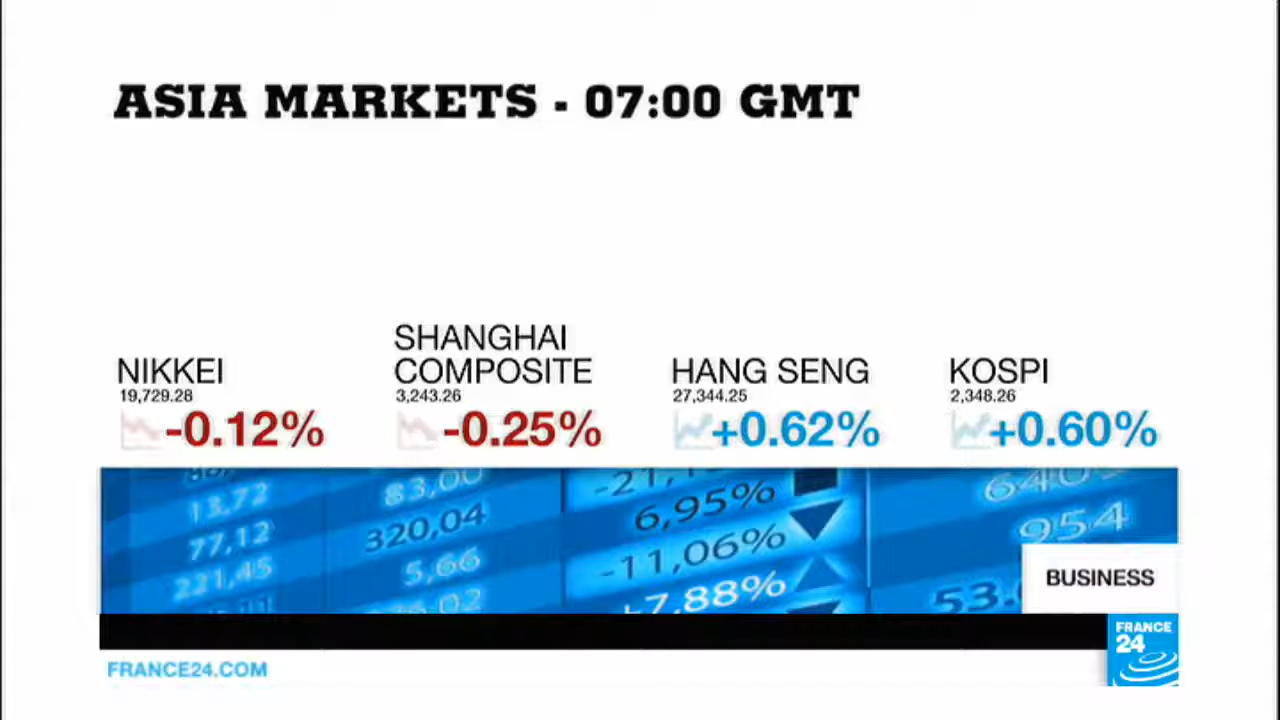 ASIA MARKETS - 07:00 GMT
NIKKEI
19,729.28
-0.12%
SHANGHAI
COMPOSITE
3,243.26
-0.25%
HANG SENG
27,344.25
+0.62%
KOSPI
2,348.26
+0.60%
13,72
77,12
221,45
83,00
320,04
5,66
6,95%
-11,06%
+7,88%
954
BUSINESS
FRANCE
24
FRANCE24.COM